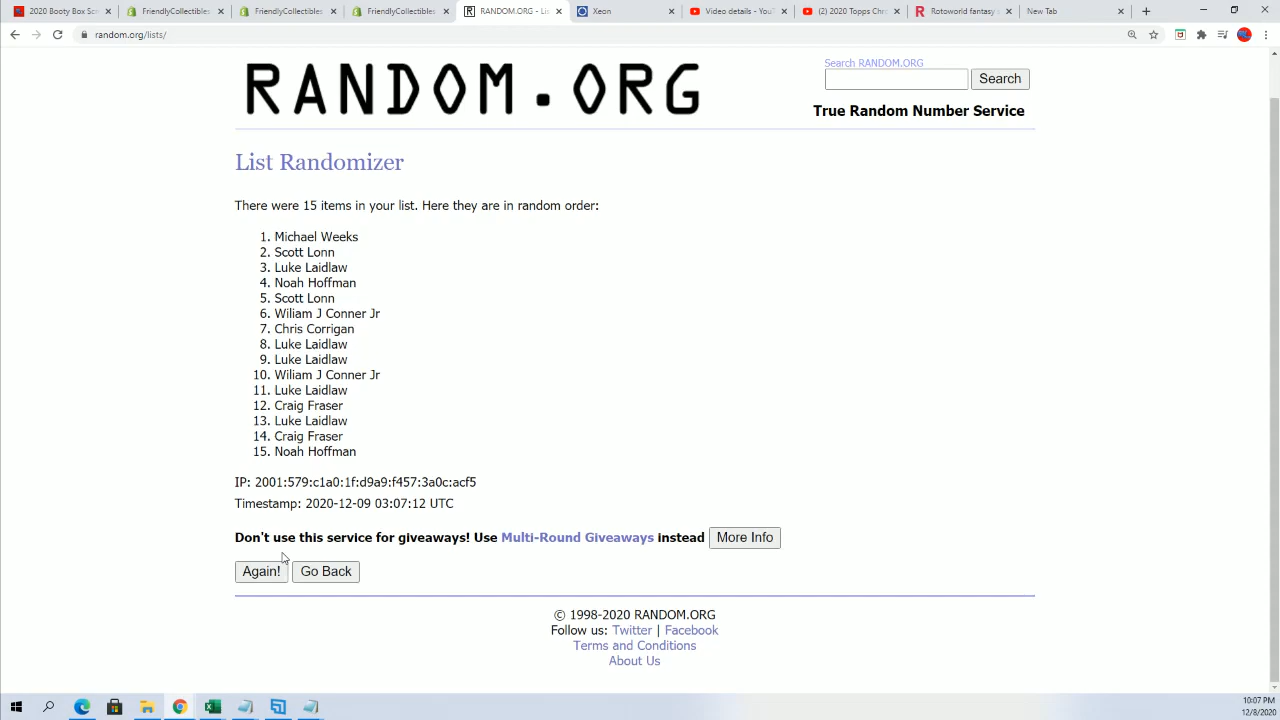 2020 Booty Box Scr
FriendlyCollectibles
FriendlyCollectibles
FriendlyCollectibles
RANDOM.ORG - Lis
Xeon
Video details - YouT
(2) 2020 Topps Chr
Rotoworld fantasy
New Tab
random.org/lists/
RANDOM.ORG
Search RANDOM.ORG
Search
True Random Number Service
List Randomizer
There were 15 items in your list. Here they are in random order:
1. Michael Weeks
2. Scott Lonn
3. Luke Laidlaw
4. Noah Hoffman
5. Scott Lonn
6. Wiliam J Conner Jr
7. Chris Corrigan
8. Luke Laidlaw
9. Luke Laidlaw
10. Wiliam J Conner Jr
11. Luke Laidlaw
12. Craig Fraser
13. Luke Laidlaw
14. Craig Fraser
15. Noah Hoffman
IP: 2001:579:c1a0:1f:d9a9:f457:3a0c:acf5
Timestamp: 2020-12-09 03:07:12 UTC
Don't use this service for giveaways! Use Multi-Round Giveaways instead More Info
Again! Go Back
© 1998-2020 RANDOM.ORG
Follow us: Twitter | Facebook
Terms and Conditions
About Us
10:07 PM
12/8/2020